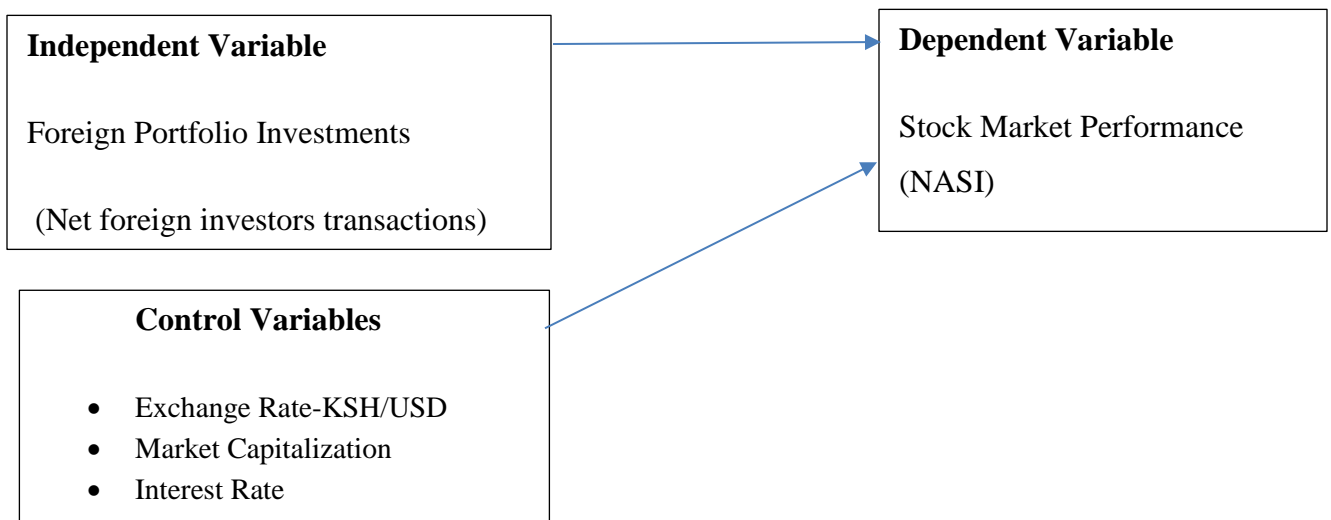 Independent Variable
Foreign Portfolio Investments
(Net foreign investors transactions)
Dependent Variable
Stock Market Performance
(NASI)
Control Variables
• Exchange Rate-KSH/USD
• Market Capitalization
• Interest Rate